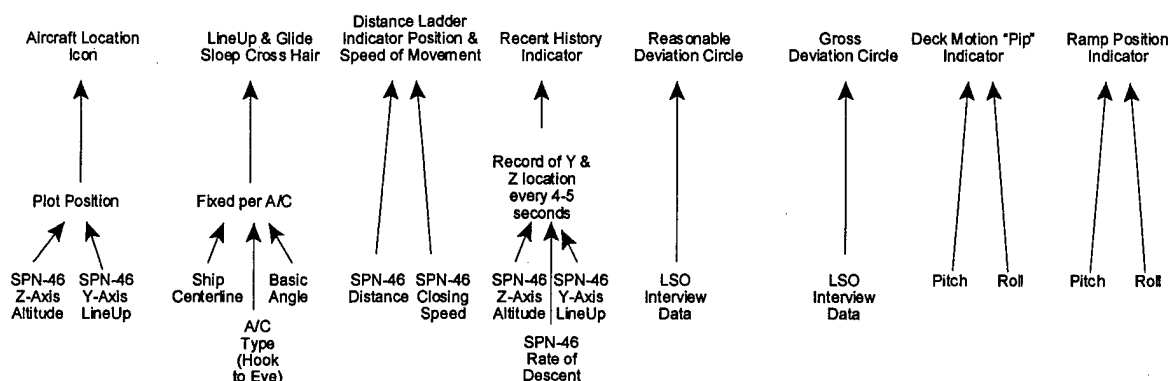 Aircraft Location
Icon
LineUp & Glide
Sloep Cross Hair
Distance Ladder
Indicator Position &
Speed of Movement
Recent History
Indicator
Reasonable
Deviation Circle
Gross
Deviation Circle
Deck Motion "Pip"
Indicator
Ramp Position
Indicator
Plot Position
Fixed per A/C
Record of Y &
Z location
every 4-5
seconds
SPN-46
Z-Axis
Altitude
SPN-46
Y-Axis
LineUp
Ship
Centerline
A/C
Type
(Hook
to Eye)
Basic
Angle
SPN-46
Distance
SPN-46
Closing
Speed
SPN-46
Z-Axis
Altitude
SPN-46
Rate of
Descent
SPN-46
Y-Axis
LineUp
LSO
Interview
Data
LSO
Interview
Data
Pitch
Roll
Pitch
Roll